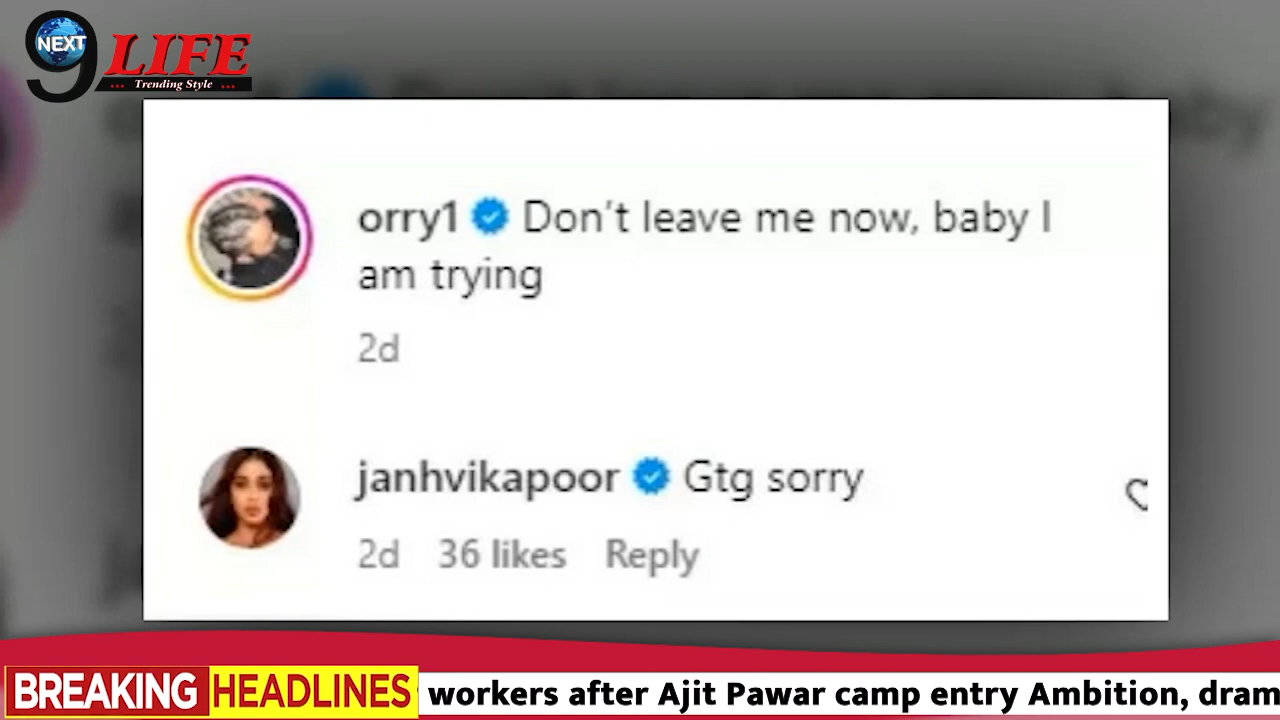 NEXT
9 LIFE
... Trending Style ...
orry1 Don't leave me now, baby I
am trying
2d
janhvikapoor Gtg sorry
2d 36 likes Reply
BREAKING HEADLINES workers after Ajit Pawar camp entry Ambition, dram